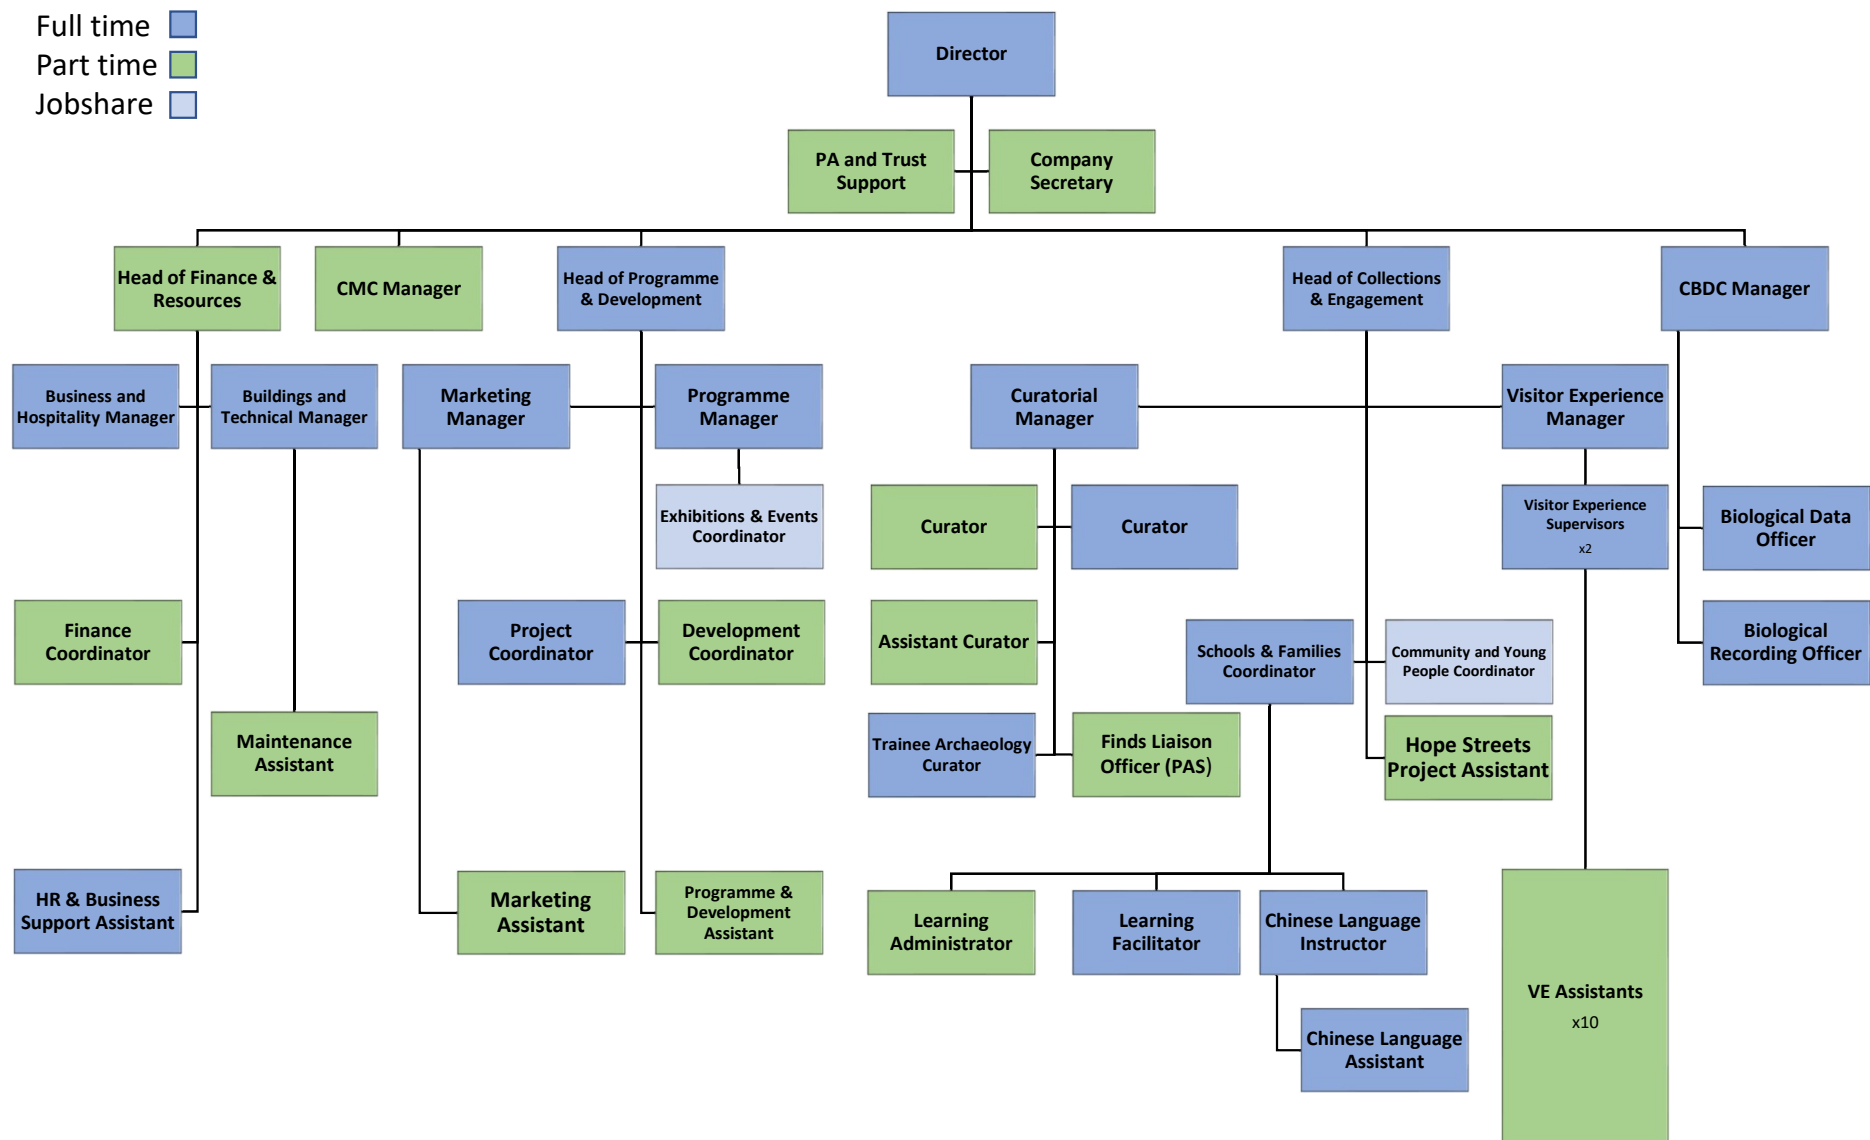 Full time
Part time
Jobshare
Director
PA and Trust
Support
Company
Secretary
Head of Finance &
Resources
CMC Manager
Head of Programme
& Development
Head of Collections
& Engagement
CBDC Manager
Business and
Hospitality Manager
Buildings and
Technical Manager
Marketing
Manager
Programme
Manager
Curatorial
Manager
Visitor Experience
Manager
Exhibitions & Events
Coordinator
Curator
Curator
Visitor Experience
Supervisors
x2
Biological Data
Officer
Finance
Coordinator
Project
Coordinator
Development
Coordinator
Assistant Curator
Schools & Families
Coordinator
Community and Young
People Coordinator
Biological
Recording Officer
Maintenance
Assistant
Trainee Archaeology
Curator
Finds Liaison
Officer (PAS)
Hope Streets
Project Assistant
HR & Business
Support Assistant
Marketing
Assistant
Programme &
Development
Assistant
Learning
Administrator
Learning
Facilitator
Chinese Language
Instructor
VE Assistants
x10
Chinese Language
Assistant